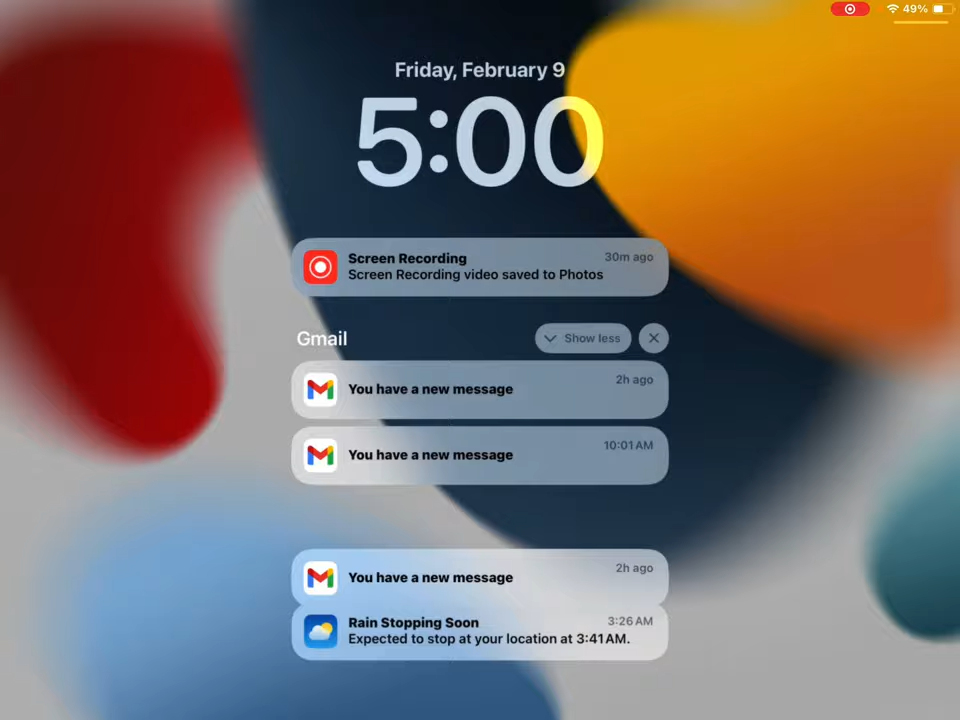 49%
Friday, February 9
5:00
Screen Recording
30m ago
Screen Recording video saved to Photos
Gmail
Show less
You have a new message
2h ago
You have a new message
10:01 AM
You have a new message
2h ago
Rain Stopping Soon
3:26 AM
Expected to stop at your location at 3:41 AM.